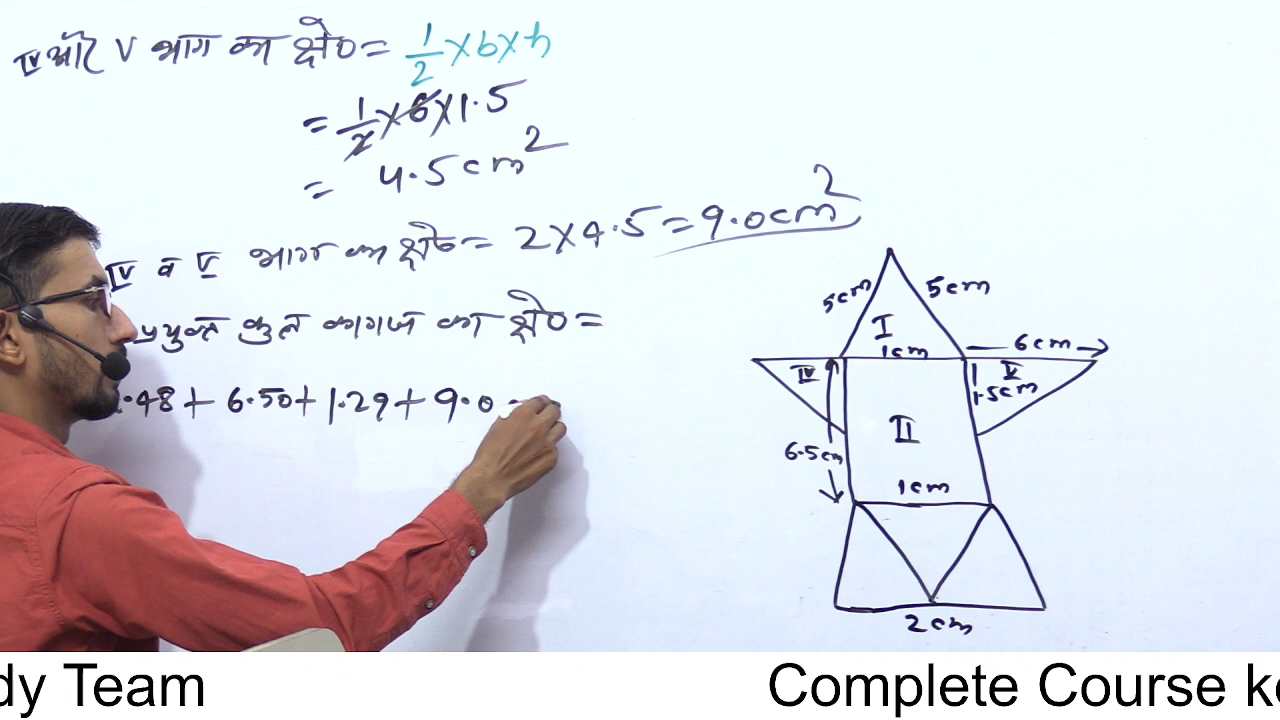 IV और V भाग का क्षे० = 1/2 × b × h
= 1/2 × 6 × 1.5
= 4.5 cm²
IV व V भाग का क्षे० = 2 × 4.5 = 9.0 cm²
प्रयुक्त कुल कागज का क्षे० =
.48 + 6.50 + 1.29 + 9.0
5cm 5cm
I
1cm 6cm
IV V
1.5cm
II
6.5cm
1cm
2cm
dy Team Complete Course ke